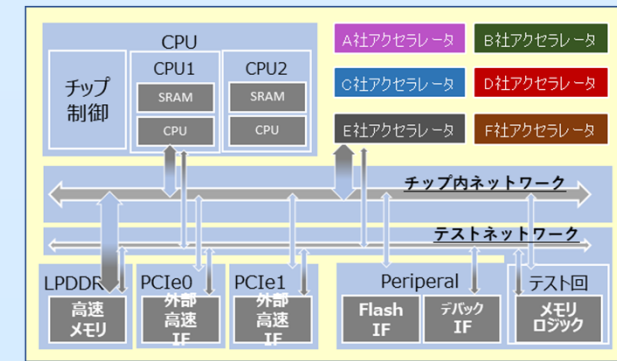 CPU
チップ
制御
CPU1
SRAM
CPU
CPU2
SRAM
CPU
A社アクセラレータ
B社アクセラレータ
C社アクセラレータ
D社アクセラレータ
E社アクセラレータ
F社アクセラレータ
チップ内ネットワーク
テストネットワーク
LPDDR
高速
メモリ
PCIe0
外部
高速
IF
PCIe1
外部
高速
IF
Periperal
Flash
IF
デバック
IF
テスト回
メモリ
ロジック